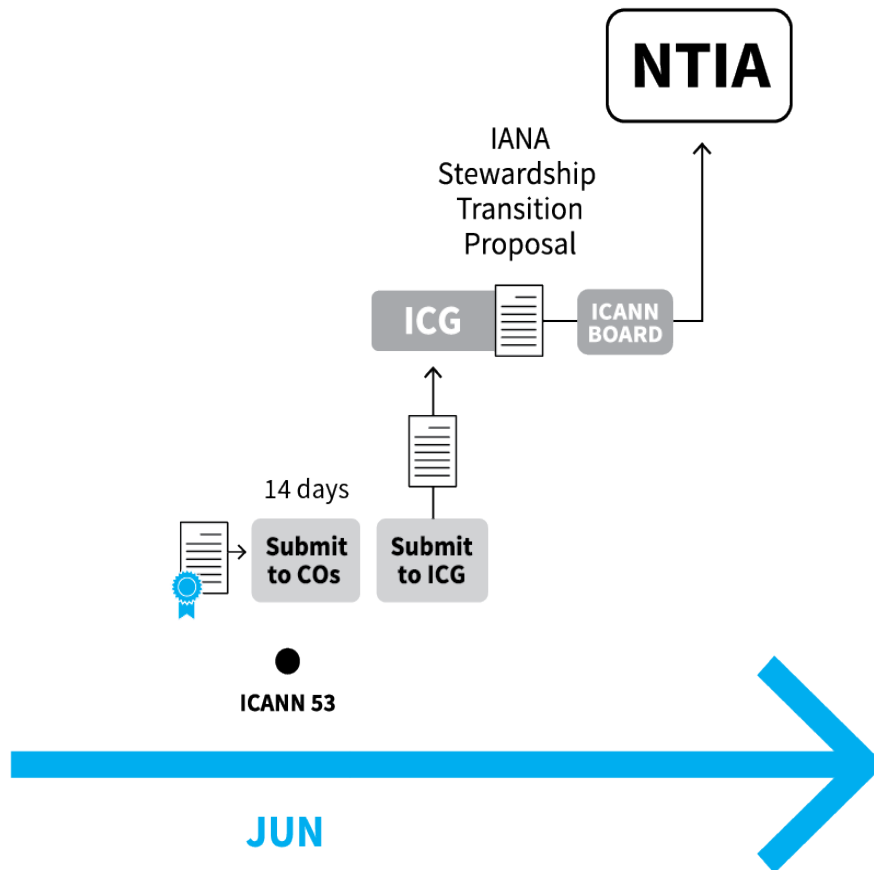 NTIA
IANA
Stewardship
Transition
Proposal
ICG
ICANN
BOARD
14 days
Submit
to COs
Submit
to ICG
ICANN 53
JUN